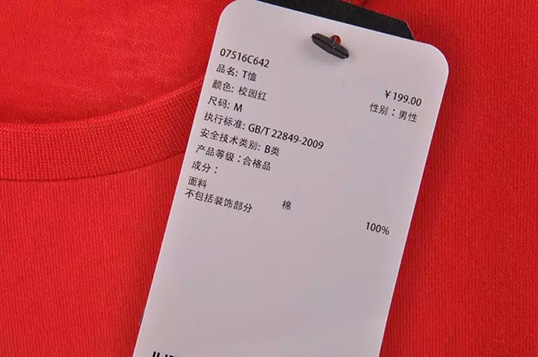 07516C642
品名: T恤 ￥199.00
颜色: 校园红 性别：男性
尺码: M
执行标准: GB/T 22849-2009
安全技术类别: B类
产品等级：合格品
成分：
面料 棉 100%
不包括装饰部分